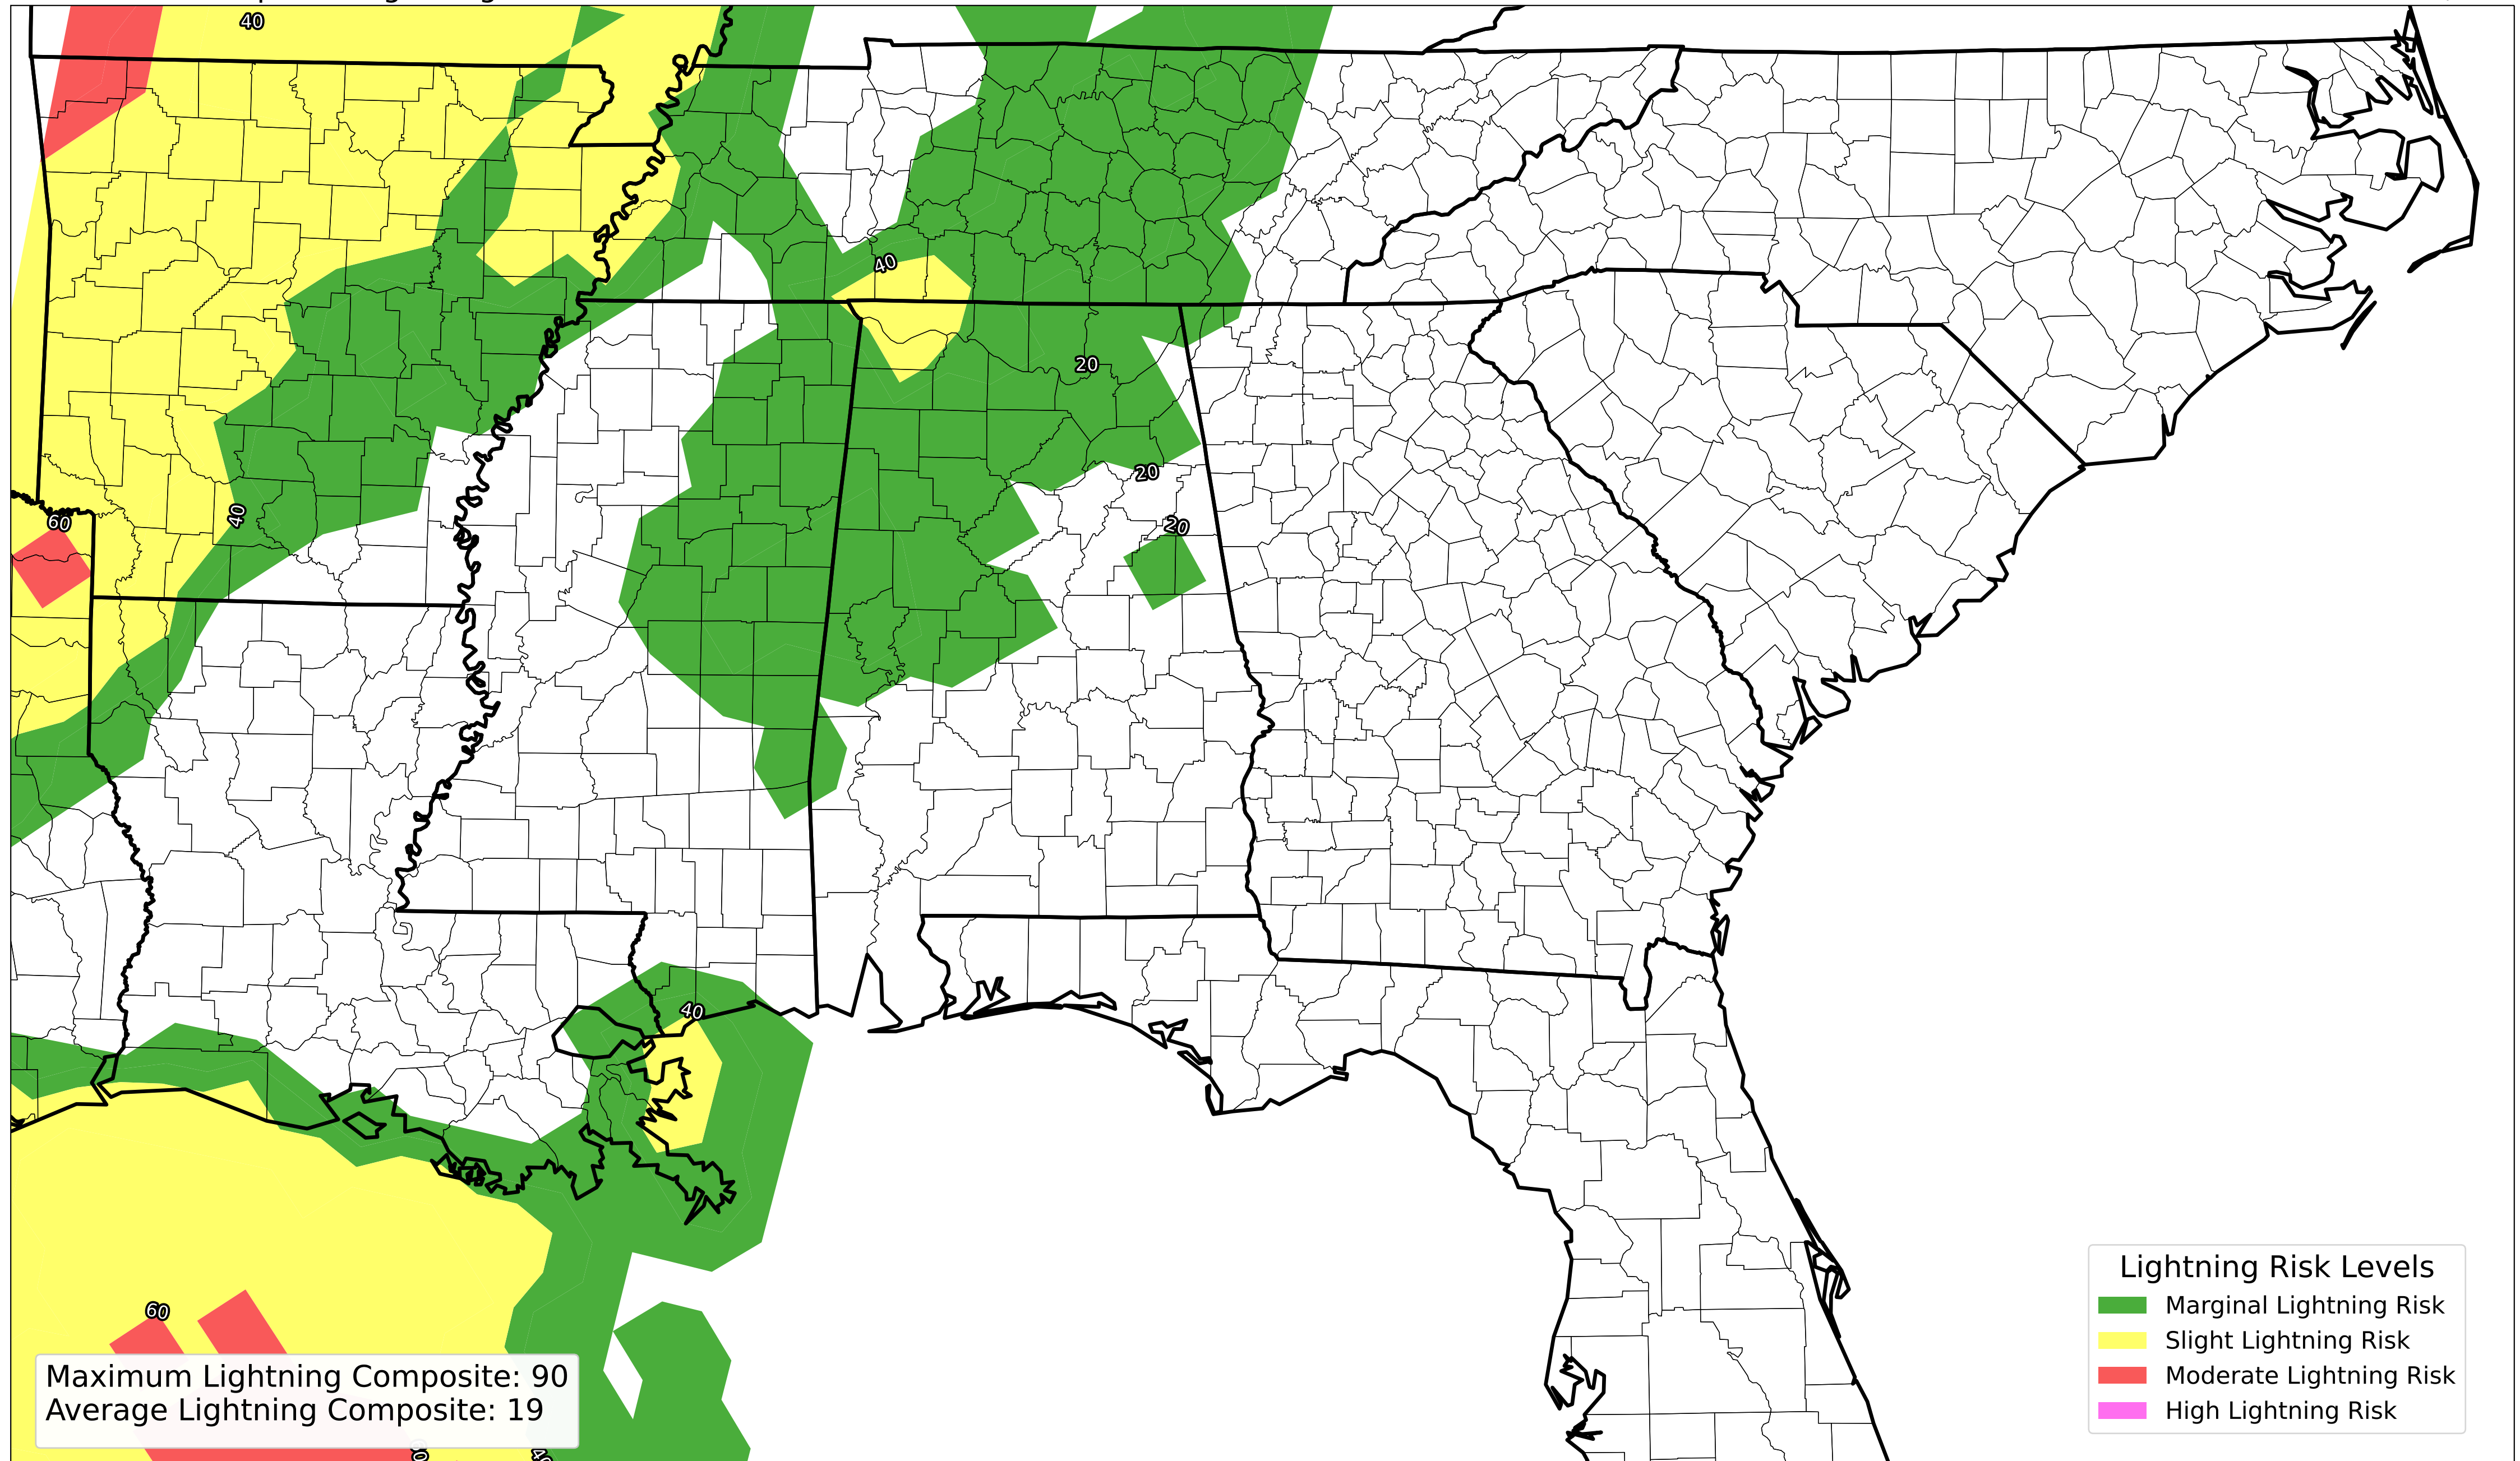 40
40
20
20
20
40
60
40
60
Maximum Lightning Composite: 90
Average Lightning Composite: 19
Lightning Risk Levels
Marginal Lightning Risk
Slight Lightning Risk
Moderate Lightning Risk
High Lightning Risk